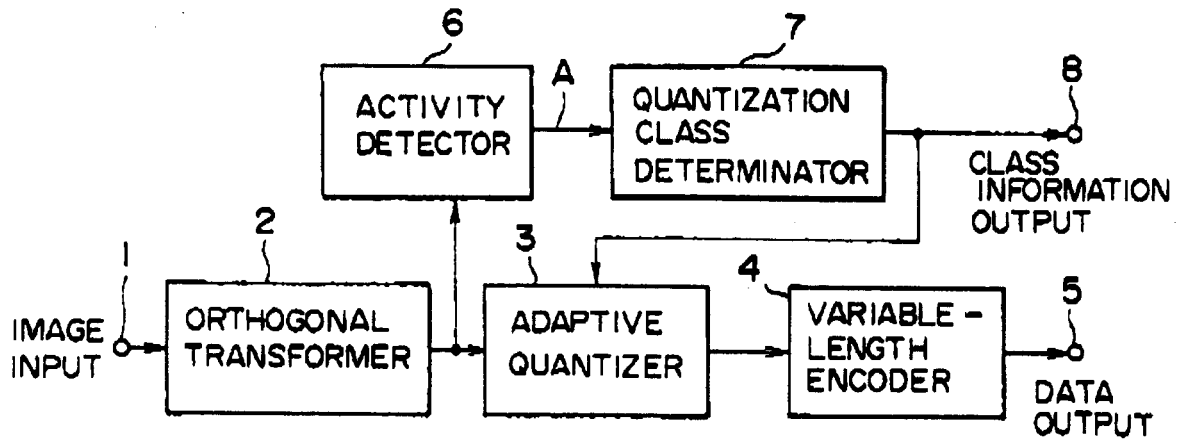 6
7
8
A
ACTIVITY
DETECTOR
QUANTIZATION
CLASS
DETERMINATOR
CLASS
INFORMATION
OUTPUT
1
2
3
4
5
IMAGE
INPUT
ORTHOGONAL
TRANSFORMER
ADAPTIVE
QUANTIZER
VARIABLE -
LENGTH
ENCODER
DATA
OUTPUT